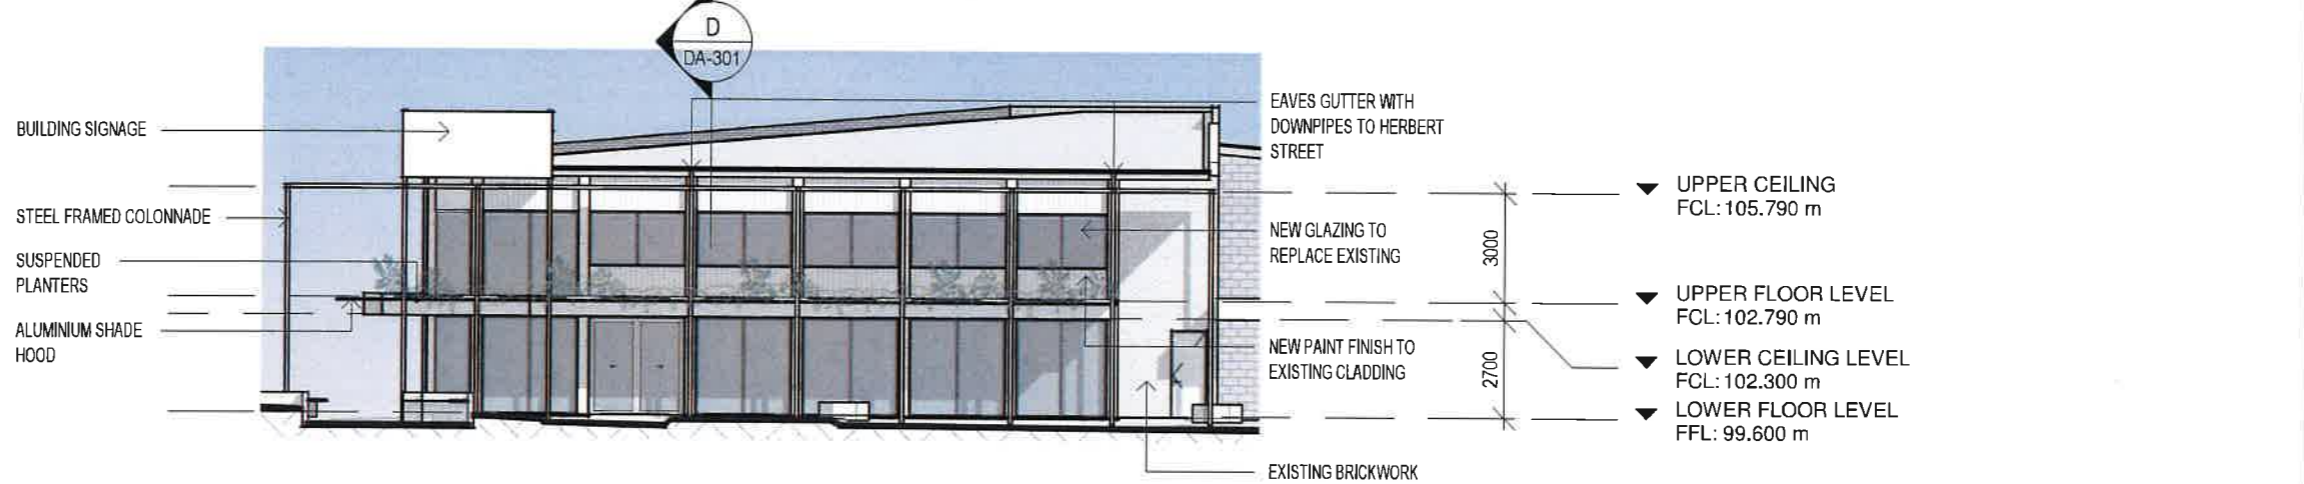 D
DA-301
BUILDING SIGNAGE
STEEL FRAMED COLONNADE
SUSPENDED
PLANTERS
ALUMINIUM SHADE
HOOD
EAVES GUTTER WITH
DOWNPIPES TO HERBERT
STREET
NEW GLAZING TO
REPLACE EXISTING
NEW PAINT FINISH TO
EXISTING CLADDING
EXISTING BRICKWORK
3000
2700
UPPER CEILING
FCL: 105.790 m
UPPER FLOOR LEVEL
FCL: 102.790 m
LOWER CEILING LEVEL
FCL: 102.300 m
LOWER FLOOR LEVEL
FFL: 99.600 m